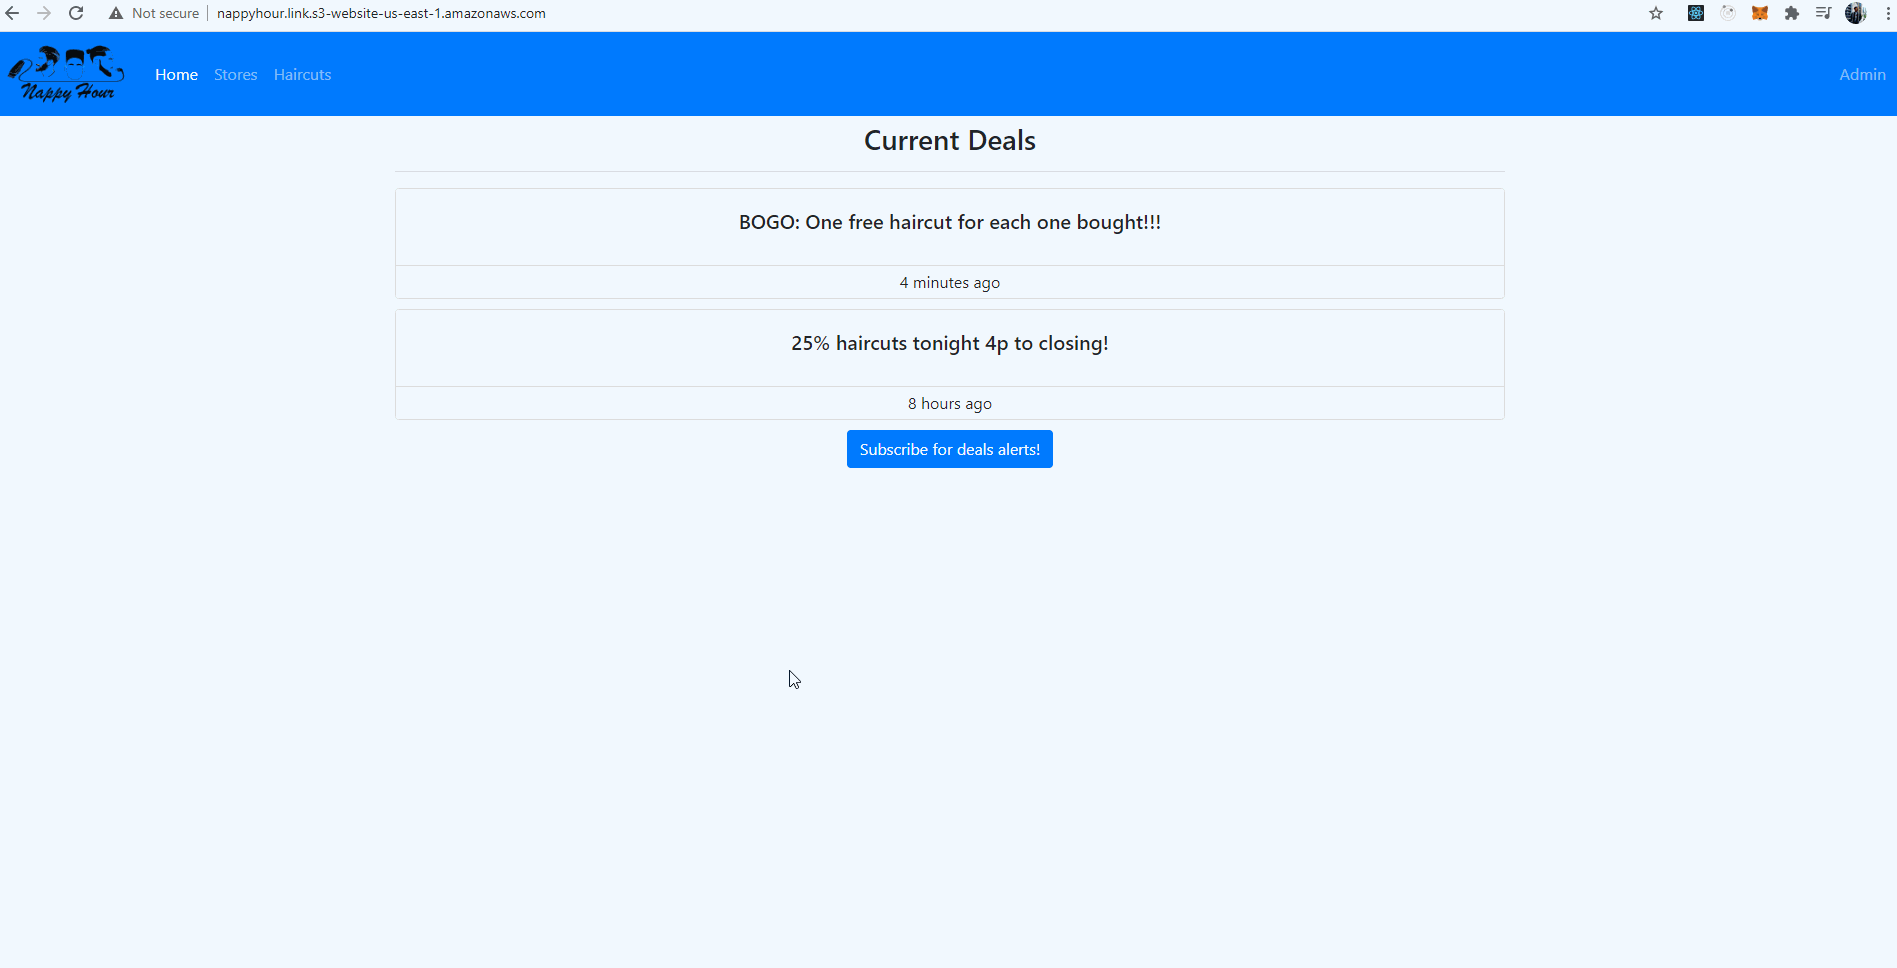 Not secure nappyhour.link.s3-website-us-east-1.amazonaws.com
Nappy Hour
Home Stores Haircuts Admin
Current Deals
BOGO: One free haircut for each one bought!!!
4 minutes ago
25% haircuts tonight 4p to closing!
8 hours ago
Subscribe for deals alerts!